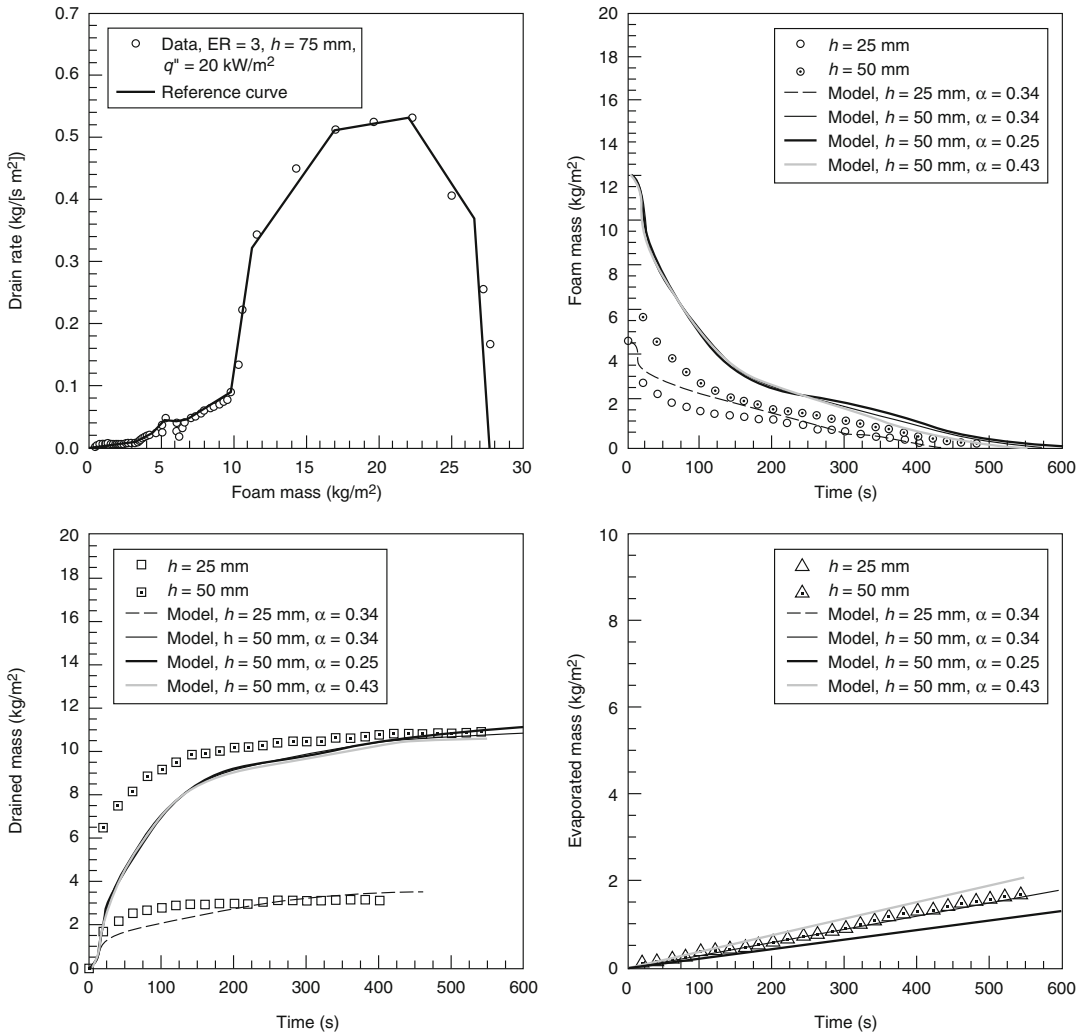 0.7
0.6
0.5
0.4
0.3
0.2
0.1
0.0
Drain rate (kg/[s m²])
Data, ER = 3, h = 75 mm,
q" = 20 kW/m²
Reference curve
0 5 10 15 20 25 30
Foam mass (kg/m²)
20
18
16
14
12
10
8
6
4
2
0
Foam mass (kg/m²)
h = 25 mm
h = 50 mm
Model, h = 25 mm, α = 0.34
Model, h = 50 mm, α = 0.34
Model, h = 50 mm, α = 0.25
Model, h = 50 mm, α = 0.43
0 100 200 300 400 500 600
Time (s)
20
18
16
14
12
10
8
6
4
2
0
Drained mass (kg/m²)
h = 25 mm
h = 50 mm
Model, h = 25 mm, α = 0.34
Model, h = 50 mm, α = 0.34
Model, h = 50 mm, α = 0.25
Model, h = 50 mm, α = 0.43
0 100 200 300 400 500 600
Time (s)
10
8
6
4
2
0
Evaporated mass (kg/m²)
h = 25 mm
h = 50 mm
Model, h = 25 mm, α = 0.34
Model, h = 50 mm, α = 0.34
Model, h = 50 mm, α = 0.25
Model, h = 50 mm, α = 0.43
0 100 200 300 400 500 600
Time (s)